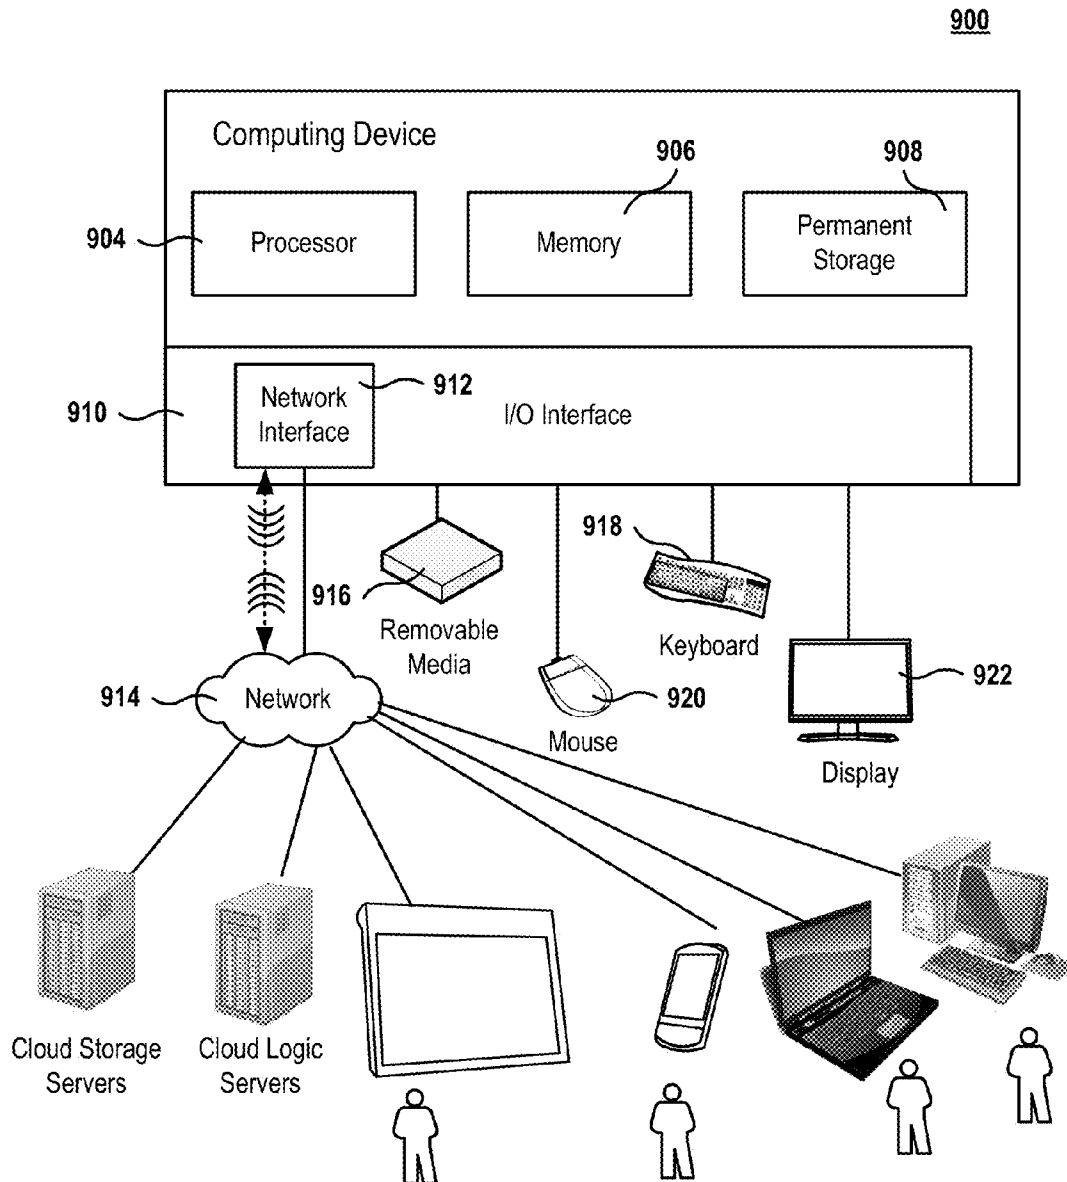 900
Computing Device
906
908
904
Processor
Memory
Permanent
Storage
910
Network
Interface
912
I/O Interface
918
916
Removable
Media
Keyboard
914
Network
920
Mouse
922
Display
Cloud Storage
Servers
Cloud Logic
Servers